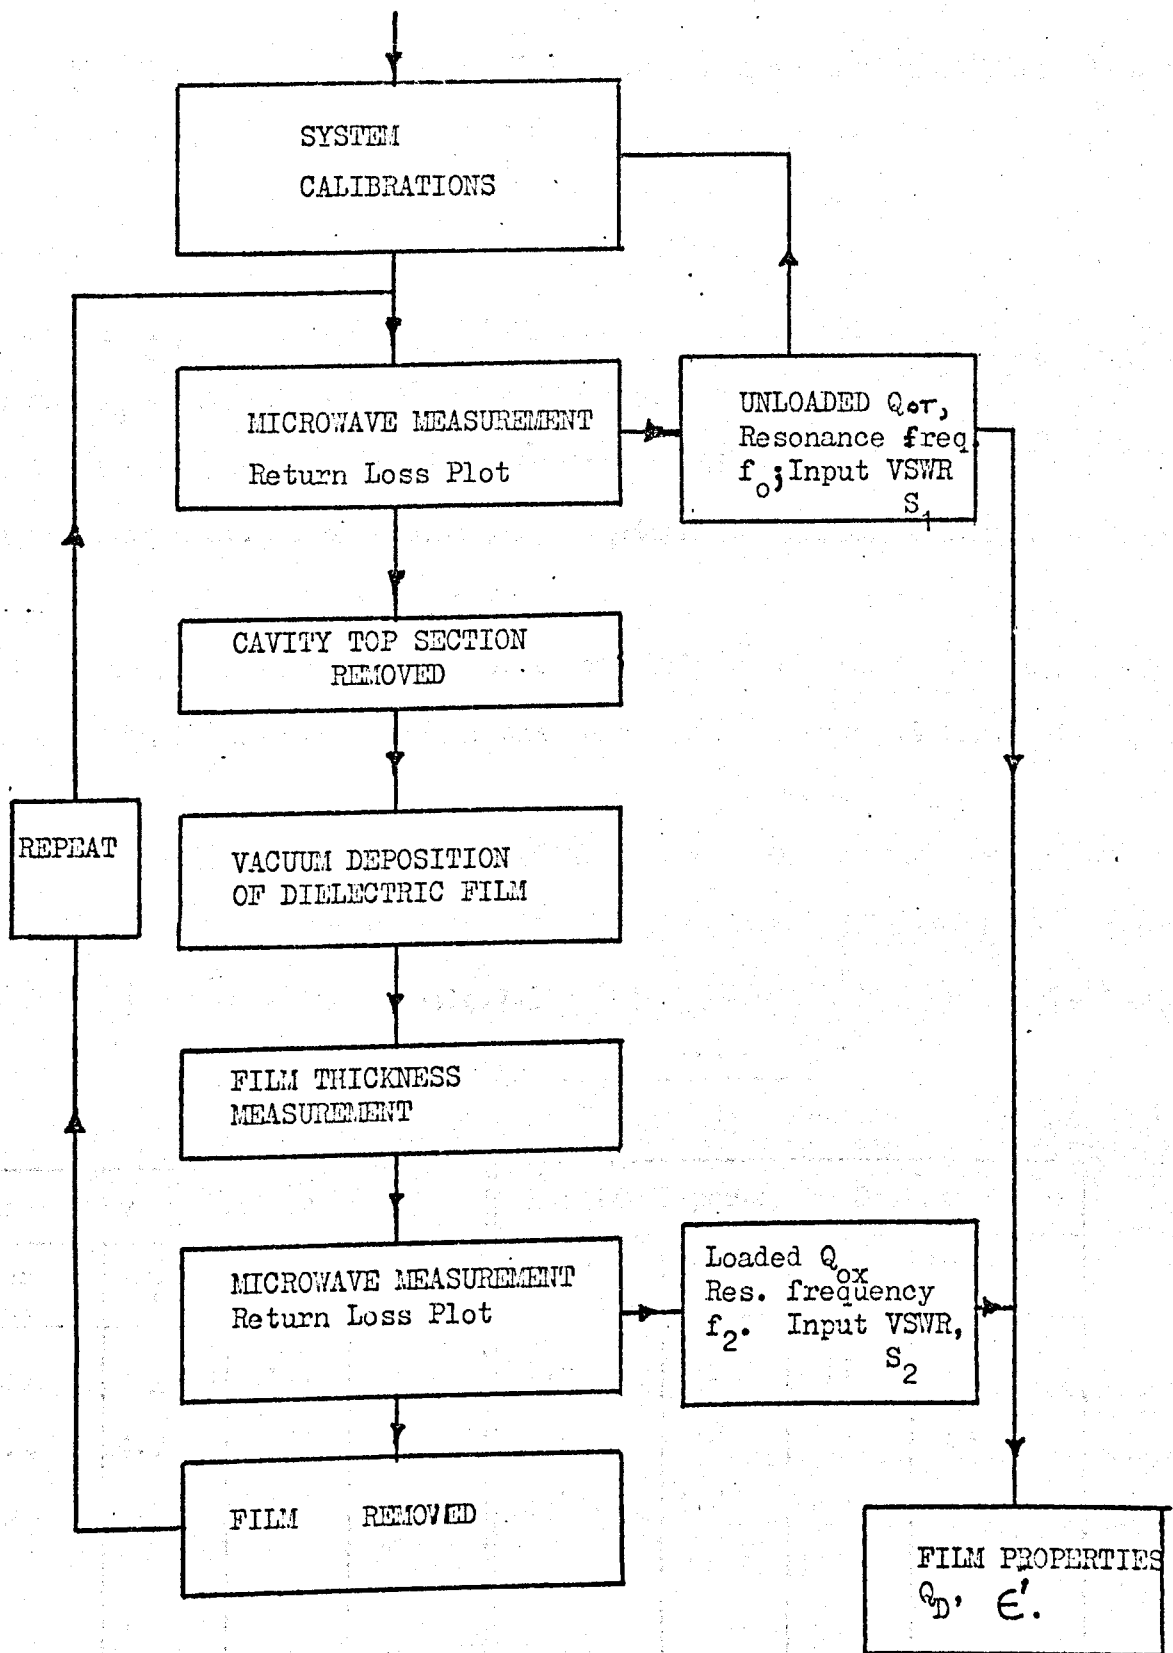 SYSTEM
CALIBRATIONS
MICROWAVE MEASUREMENT
Return Loss Plot
UNLOADED Qor,
Resonance freq.
fo;Input VSWR
S1
CAVITY TOP SECTION
REMOVED
REPEAT
VACUUM DEPOSITION
OF DIELECTRIC FILM
FILM THICKNESS
MEASUREMENT
MICROWAVE MEASUREMENT
Return Loss Plot
Loaded Qox
Res. frequency
f2. Input VSWR,
S2
FILM REMOVED
FILM PROPERTIES
QD, ϵ'.